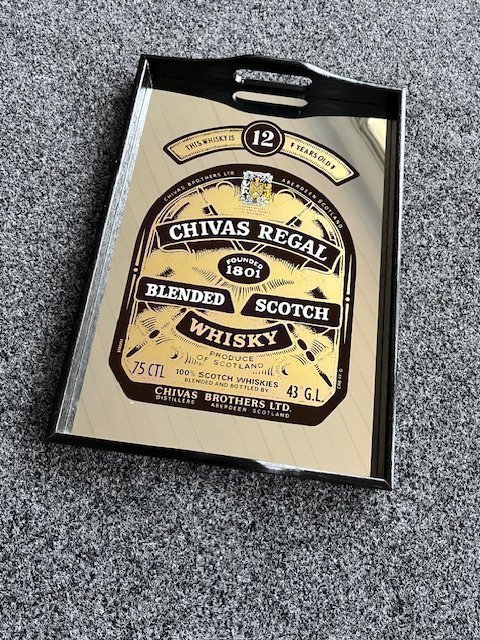 THIS WHISKY IS 12 YEARS OLD
CHIVAS BROTHERS LTD ABERDEEN SCOTLAND
CHIVAS REGAL
FOUNDED
1801
BLENDED SCOTCH
WHISKY
PRODUCE
OF SCOTLAND
75 CTL 100% SCOTCH WHISKIES 43° G.L.
BLENDED AND BOTTLED BY
CHIVAS BROTHERS LTD.
DISTILLERS ABERDEEN SCOTLAND